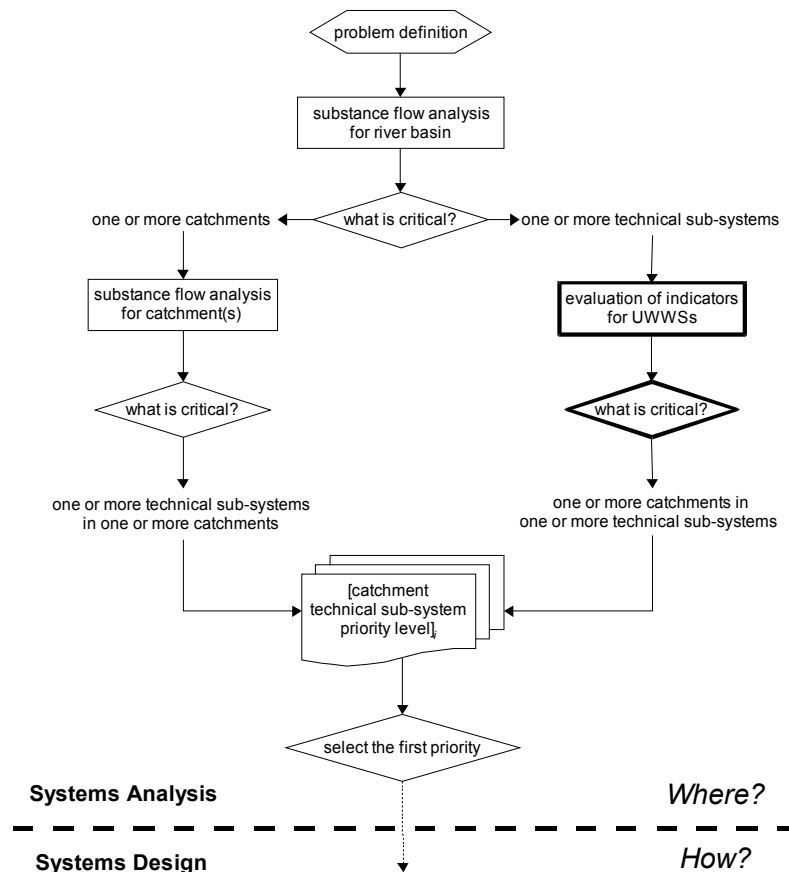 problem definition
substance flow analysis
for river basin
one or more catchments
what is critical?
one or more technical sub-systems
substance flow analysis
for catchment(s)
evaluation of indicators
for UWWSs
what is critical?
what is critical?
one or more technical sub-systems
in one or more catchments
one or more catchments in
one or more technical sub-systems
[catchment
technical sub-system
priority level]i
select the first priority
Systems Analysis
Where?
Systems Design
How?